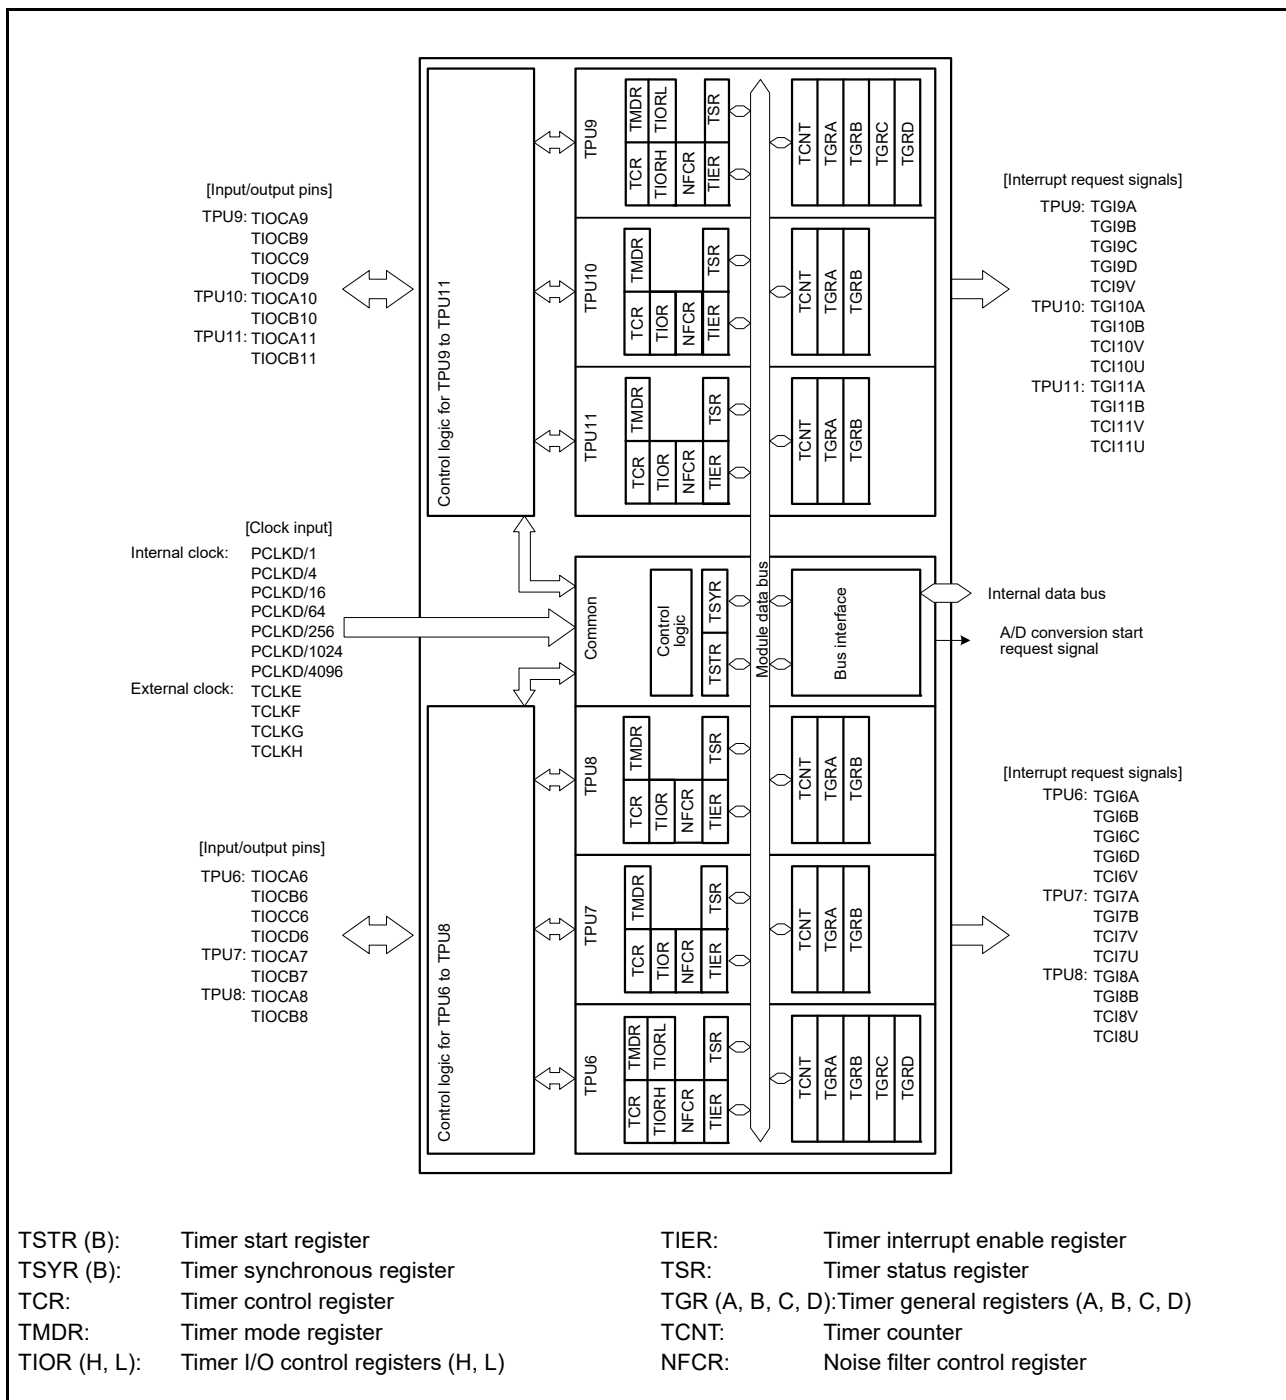 [Input/output pins]
TPU9: TIOCA9
TIOCB9
TIOCC9
TIOCD9
TPU10: TIOCA10
TIOCB10
TPU11: TIOCA11
TIOCB11
[Clock input]
Internal clock: PCLKD/1
PCLKD/4
PCLKD/16
PCLKD/64
PCLKD/256
PCLKD/1024
PCLKD/4096
External clock: TCLKE
TCLKF
TCLKG
TCLKH
[Input/output pins]
TPU6: TIOCA6
TIOCB6
TIOCC6
TIOCD6
TPU7: TIOCA7
TIOCB7
TPU8: TIOCA8
TIOCB8
Control logic for TPU9 to TPU11
Control logic for TPU6 to TPU8
TPU9
TMDR
TIORL
TSR
TCR
TIORH
NFCR
TIER
TCNT
TGRA
TGRB
TGRC
TGRD
TPU10
TMDR
TSR
TCR
TIOR
NFCR
TIER
TCNT
TGRA
TGRB
TPU11
TMDR
TSR
TCR
TIOR
NFCR
TIER
TCNT
TGRA
TGRB
Common
Control
logic
TSYR
TSTR
Module data bus
Bus interface
TPU8
TMDR
TSR
TCR
TIOR
NFCR
TIER
TCNT
TGRA
TGRB
TPU7
TMDR
TSR
TCR
TIOR
NFCR
TIER
TCNT
TGRA
TGRB
TPU6
TMDR
TIORL
TSR
TCR
TIORH
NFCR
TIER
TCNT
TGRA
TGRB
TGRC
TGRD
[Interrupt request signals]
TPU9: TGI9A
TGI9B
TGI9C
TGI9D
TCI9V
TPU10: TGI10A
TGI10B
TCI10V
TCI10U
TPU11: TGI11A
TGI11B
TCI11V
TCI11U
Internal data bus
A/D conversion start
request signal
[Interrupt request signals]
TPU6: TGI6A
TGI6B
TGI6C
TGI6D
TCI6V
TPU7: TGI7A
TGI7B
TCI7V
TCI7U
TPU8: TGI8A
TGI8B
TCI8V
TCI8U
TSTR (B): Timer start register
TSYR (B): Timer synchronous register
TCR: Timer control register
TMDR: Timer mode register
TIOR (H, L): Timer I/O control registers (H, L)
TIER: Timer interrupt enable register
TSR: Timer status register
TGR (A, B, C, D):Timer general registers (A, B, C, D)
TCNT: Timer counter
NFCR: Noise filter control register